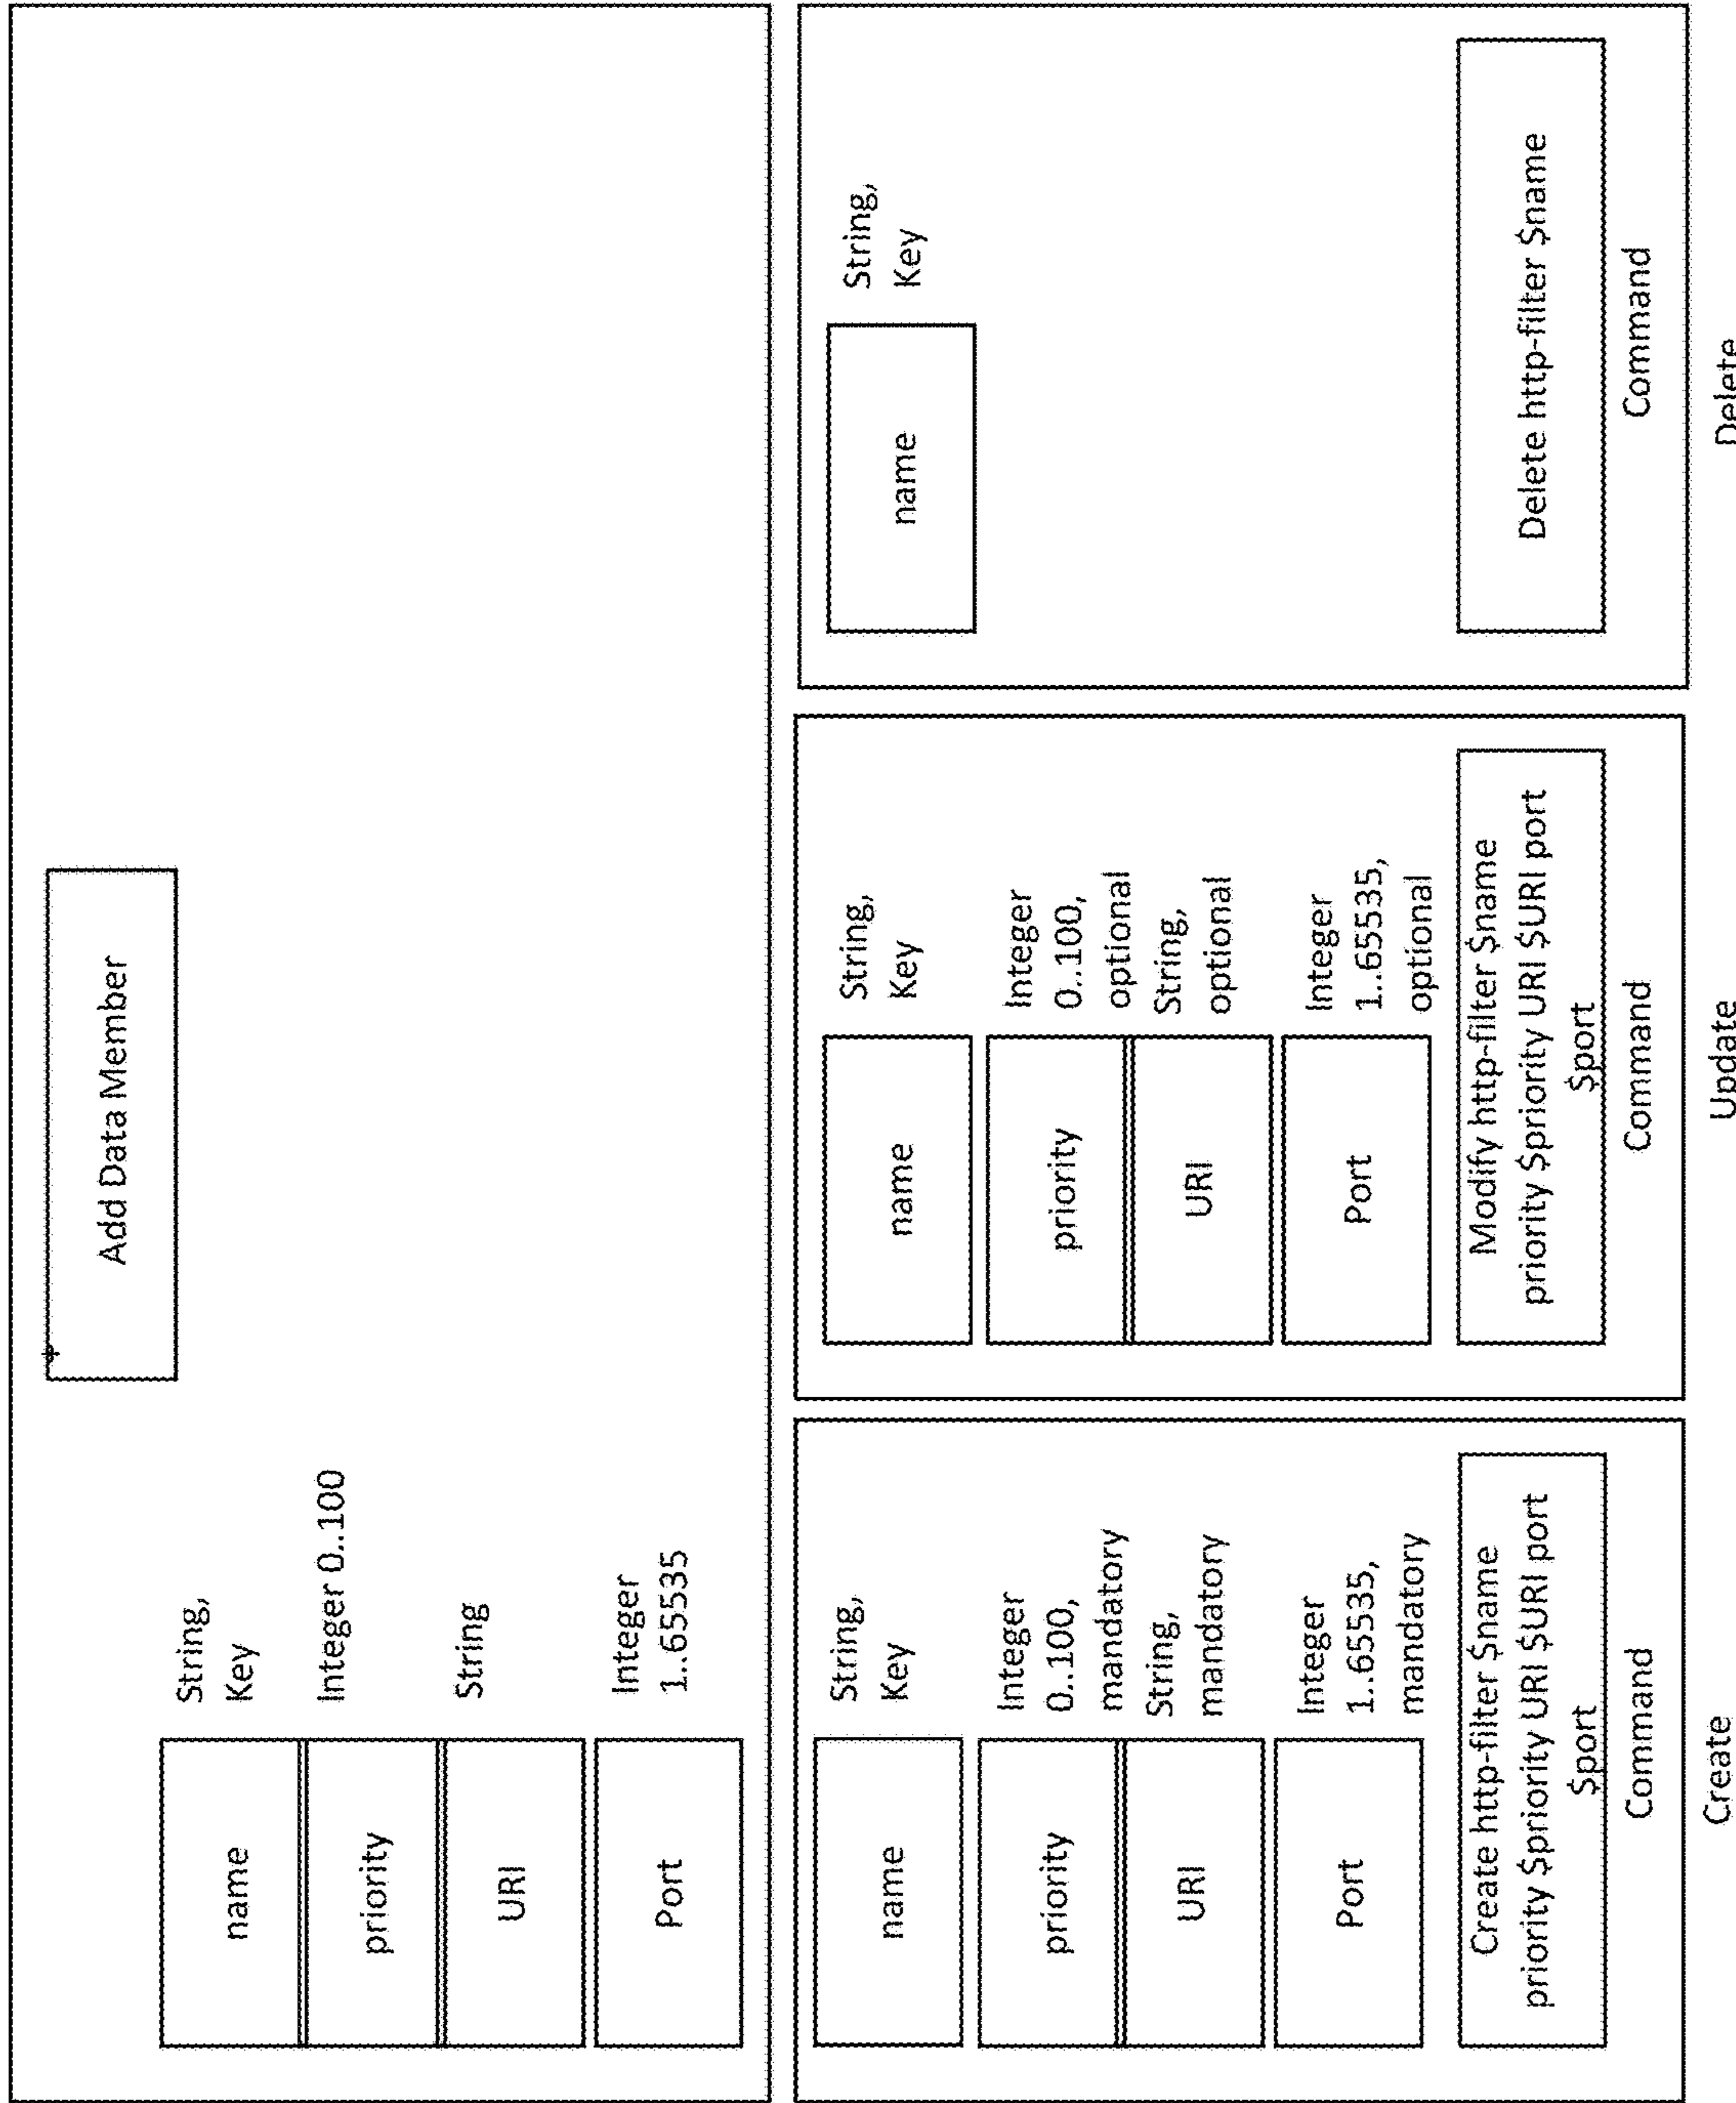 Add Data Member
name
String,
Key
priority
Integer 0..100
URI
String
Port
Integer
1..65535
name
String,
Key
priority
Integer
0..100,
mandatory
URI
String,
mandatory
Port
Integer
1..65535,
mandatory
Create http-filter $name
priority $priority URI $URI port
$port
Command
Create
name
String,
Key
priority
Integer
0..100,
optional
URI
String,
optional
Port
Integer
1..65535,
optional
Modify http-filter $name
priority $priority URI $URI port
$port
Command
Update
name
String,
Key
Delete http-filter $name
Command
Delete